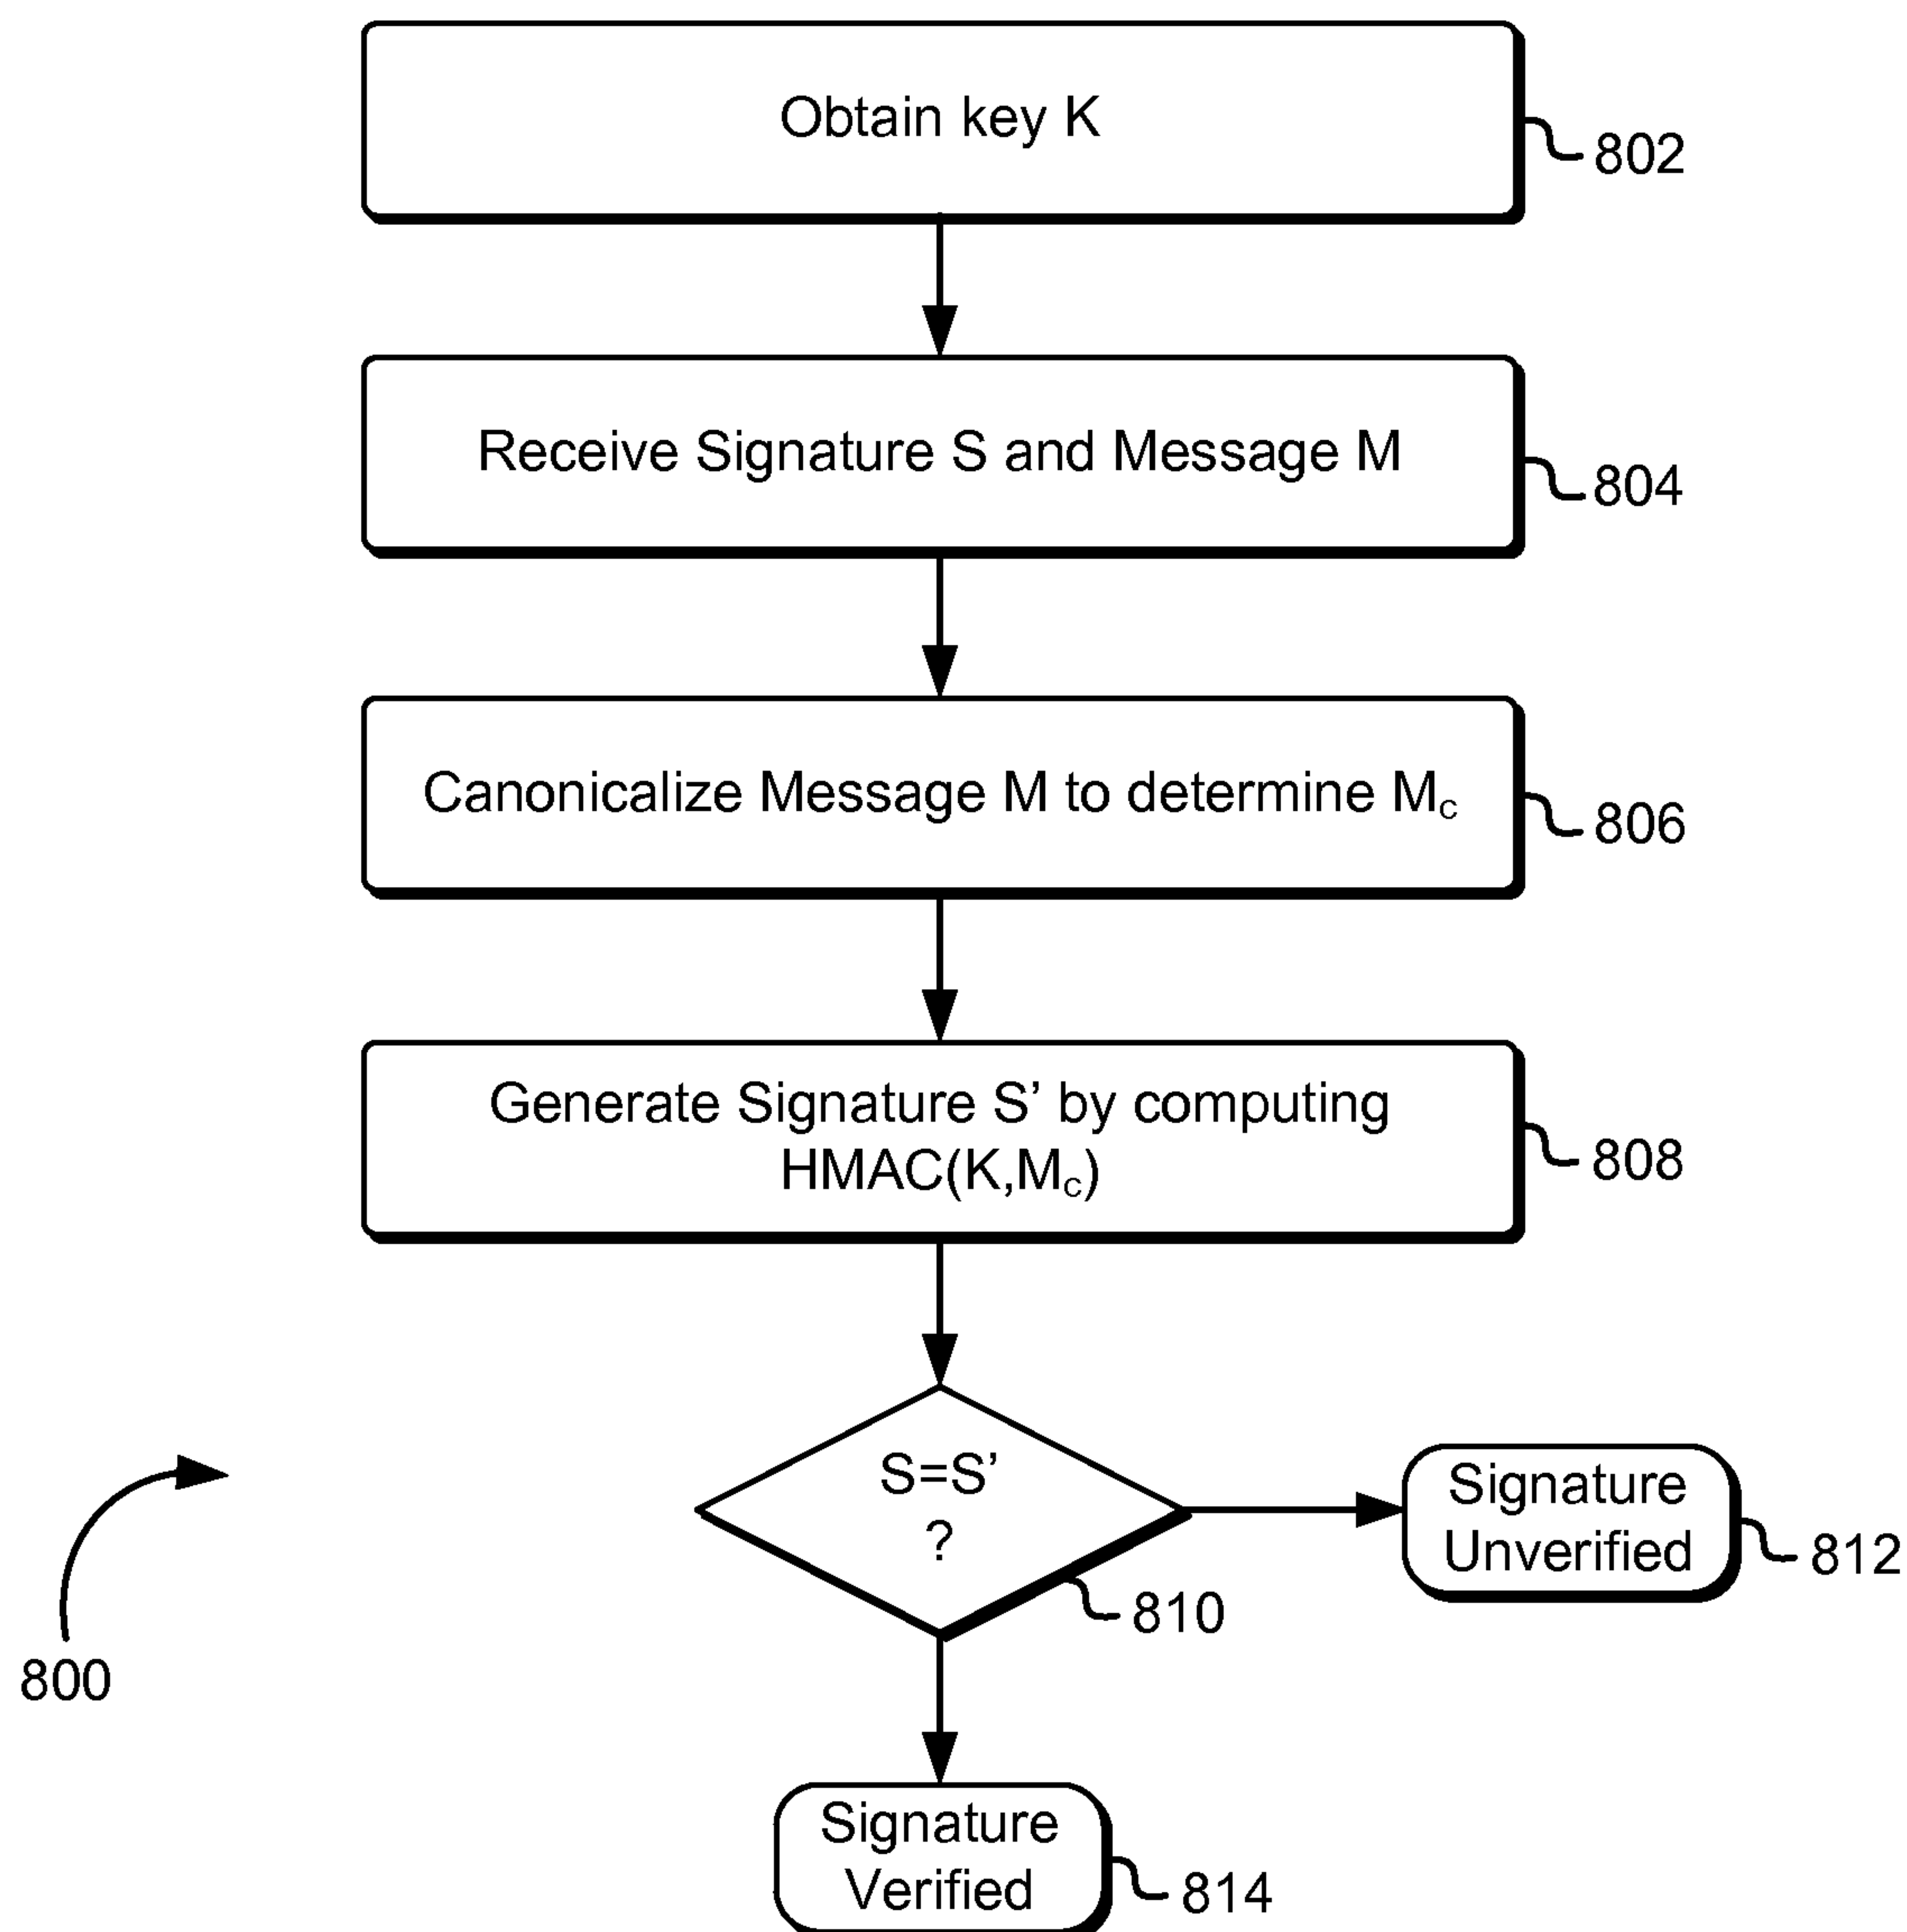 Obtain key K
802
Receive Signature S and Message M
804
Canonicalize Message M to determine Mc
806
Generate Signature S’ by computing
HMAC(K,Mc)
808
S=S’
?
810
Signature
Unverified
812
800
Signature
Verified
814